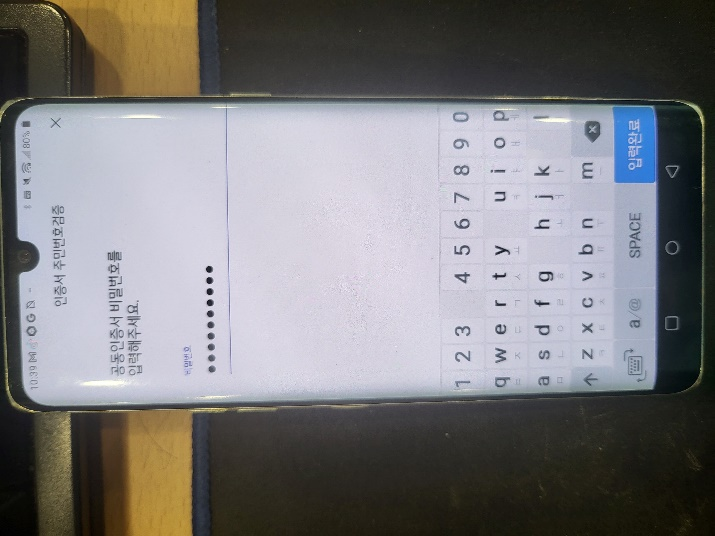 10:39
80%
인증서 주민번호검증
공동인증서 비밀번호를
입력해주세요.
비밀번호
●●●●●●●●●●
1 2 3 4 5 6 7 8 9 0
q w e r t y u i o p
a s d f g h j k l
z x c v b n m
a/@ SPACE 입력완료